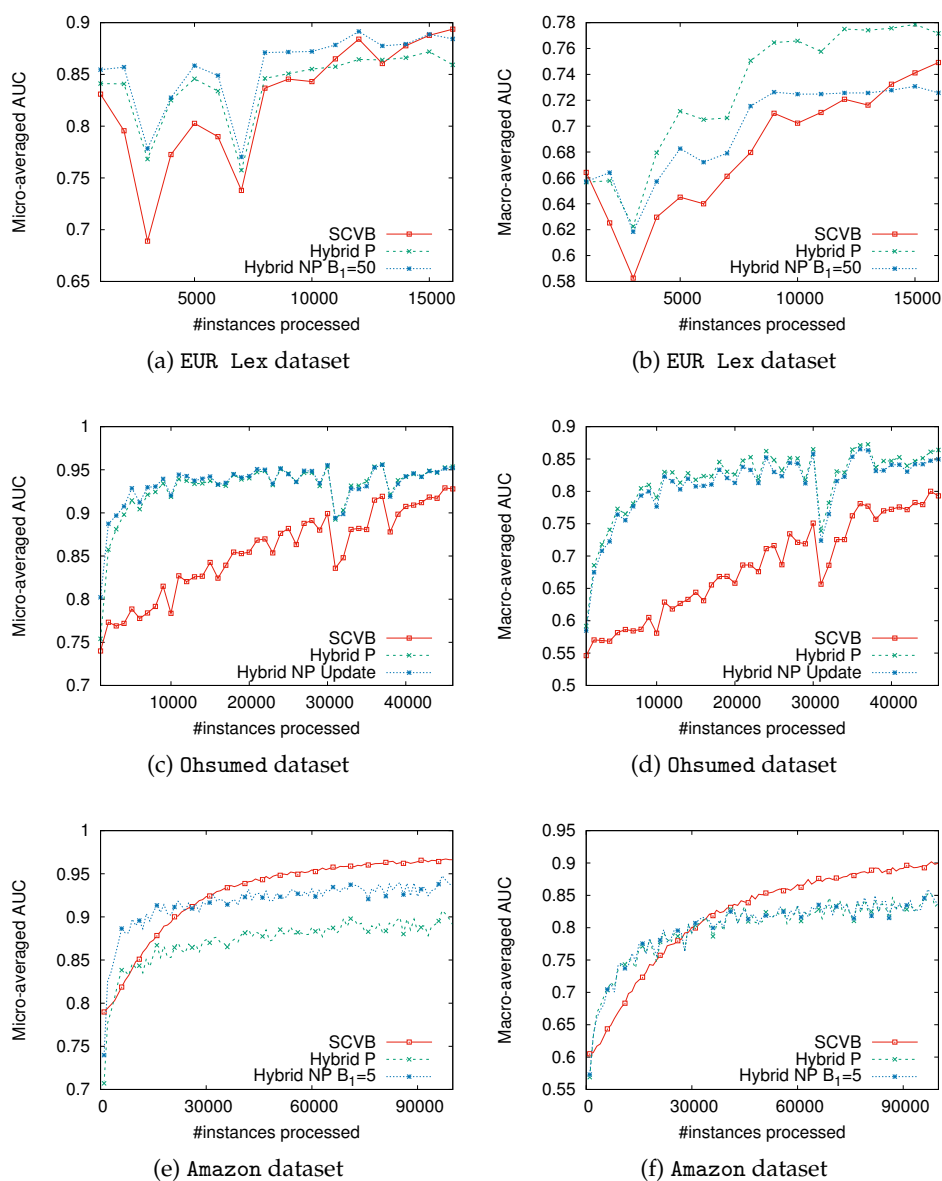 0.9
0.85
0.8
0.75
0.7
0.65
Micro-averaged AUC
SCVB
Hybrid P
Hybrid NP B₁=50
5000 10000 15000
#instances processed
(a) EUR Lex dataset
0.78
0.76
0.74
0.72
0.7
0.68
0.66
0.64
0.62
0.6
0.58
Macro-averaged AUC
SCVB
Hybrid P
Hybrid NP B₁=50
5000 10000 15000
#instances processed
(b) EUR Lex dataset
1
0.95
0.9
0.85
0.8
0.75
0.7
Micro-averaged AUC
SCVB
Hybrid P
Hybrid NP Update
10000 20000 30000 40000
#instances processed
(c) Ohsumed dataset
0.9
0.85
0.8
0.75
0.7
0.65
0.6
0.55
0.5
Macro-averaged AUC
SCVB
Hybrid P
Hybrid NP Update
10000 20000 30000 40000
#instances processed
(d) Ohsumed dataset
1
0.95
0.9
0.85
0.8
0.75
0.7
Micro-averaged AUC
SCVB
Hybrid P
Hybrid NP B₁=5
0 30000 60000 90000
#instances processed
(e) Amazon dataset
0.95
0.9
0.85
0.8
0.75
0.7
0.65
0.6
0.55
Macro-averaged AUC
SCVB
Hybrid P
Hybrid NP B₁=5
0 30000 60000 90000
#instances processed
(f) Amazon dataset